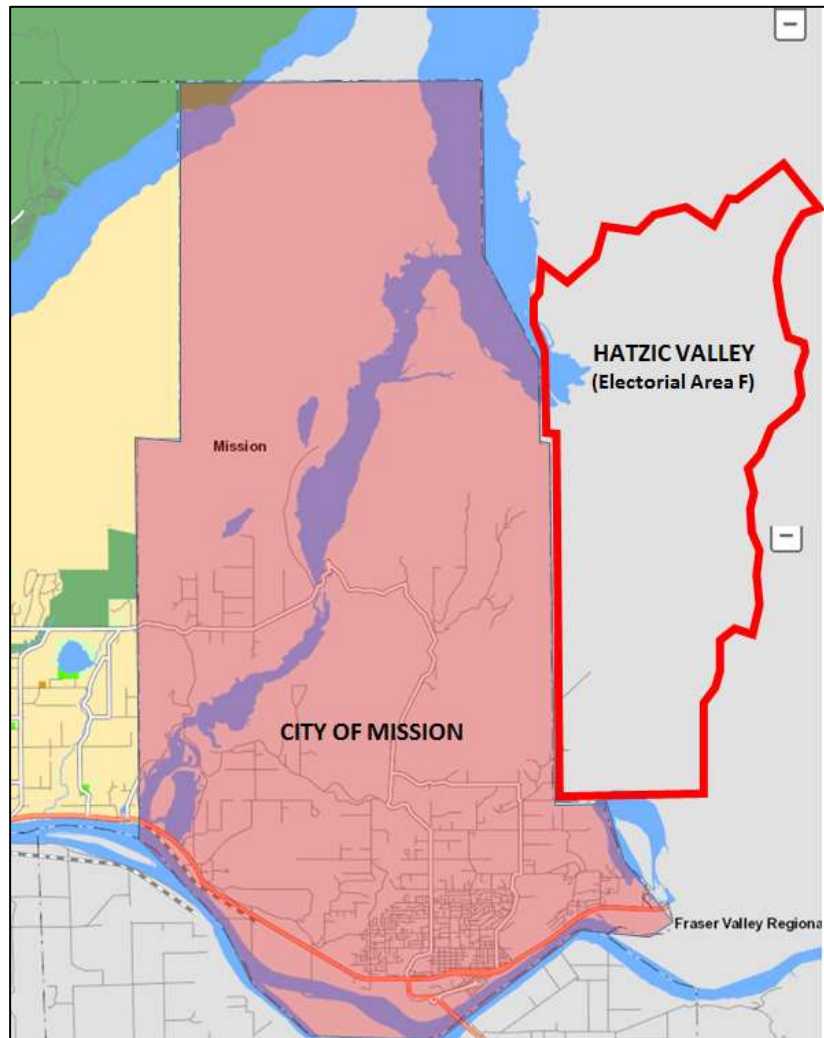 HATZIC VALLEY
(Electorial Area F)
Mission
CITY OF MISSION
Fraser Valley Regiona